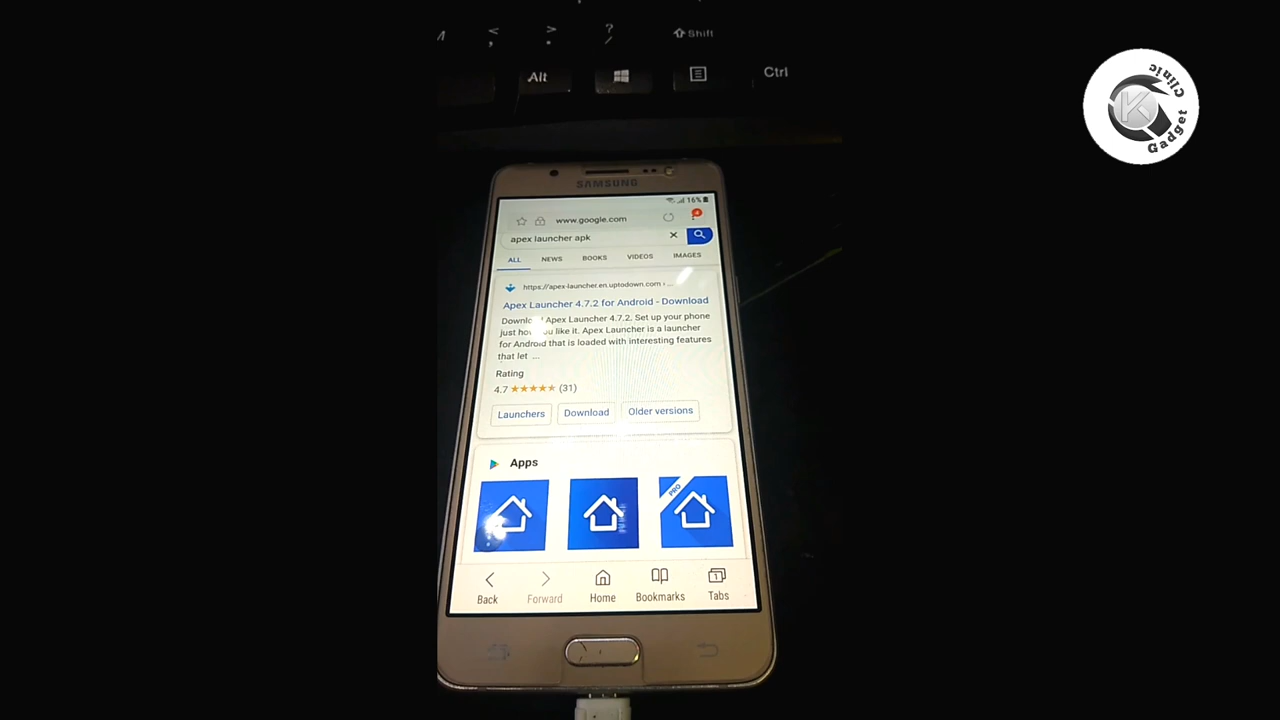 M < , > . ? / Shift
Alt Ctrl
K Gadget Clinic
SAMSUNG
16%
www.google.com
apex launcher apk
ALL NEWS BOOKS VIDEOS IMAGES
https://apex-launcher.en.uptodown.com › ...
Apex Launcher 4.7.2 for Android - Download
Apex Launcher 4.7.2. Set up your phone
just you like it. Apex Launcher is a launcher
for Android that is loaded with interesting features
that let ...
Rating
4.7 ★★★★★ (31)
Launchers Download Older versions
Apps
PRO
Back Forward Home Bookmarks Tabs
1